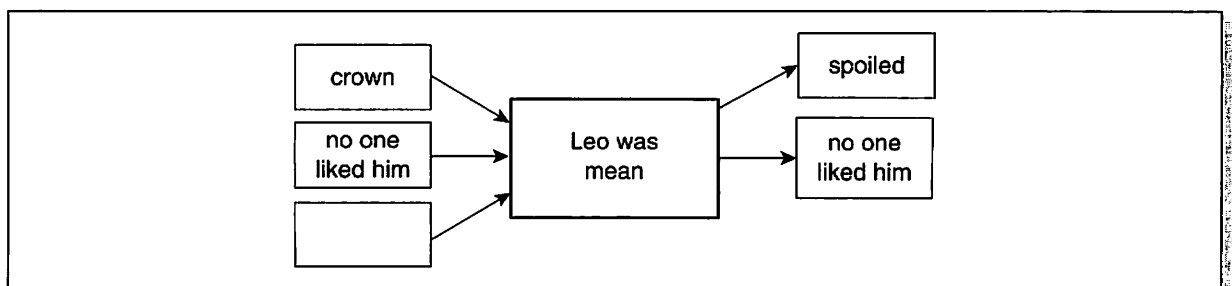 crown
no one
liked him
Leo was
mean
spoiled
no one
liked him